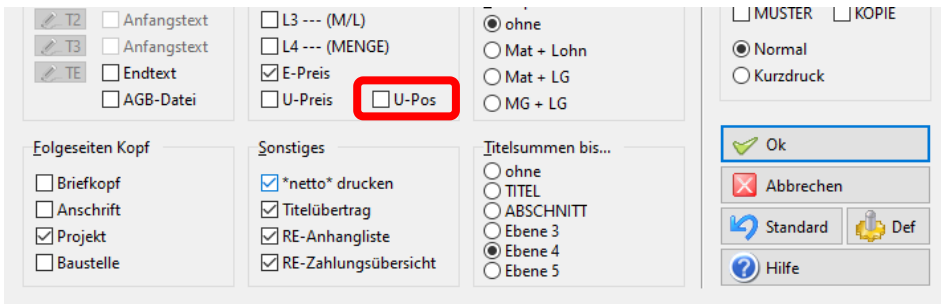 T2 Anfangstext
T3 Anfangstext
TE Endtext
AGB-Datei
L3 --- (M/L)
L4 --- (MENGE)
E-Preis
U-Preis U-Pos
ohne
Mat + Lohn
Mat + LG
MG + LG
MUSTER KOPIE
Normal
Kurzdruck
Folgeseiten Kopf
Briefkopf
Anschrift
Projekt
Baustelle
Sonstiges
*netto* drucken
Titelübertrag
RE-Anhangliste
RE-Zahlungsübersicht
Titelsummen bis...
ohne
TITEL
ABSCHNITT
Ebene 3
Ebene 4
Ebene 5
Ok
Abbrechen
Standard Def
Hilfe